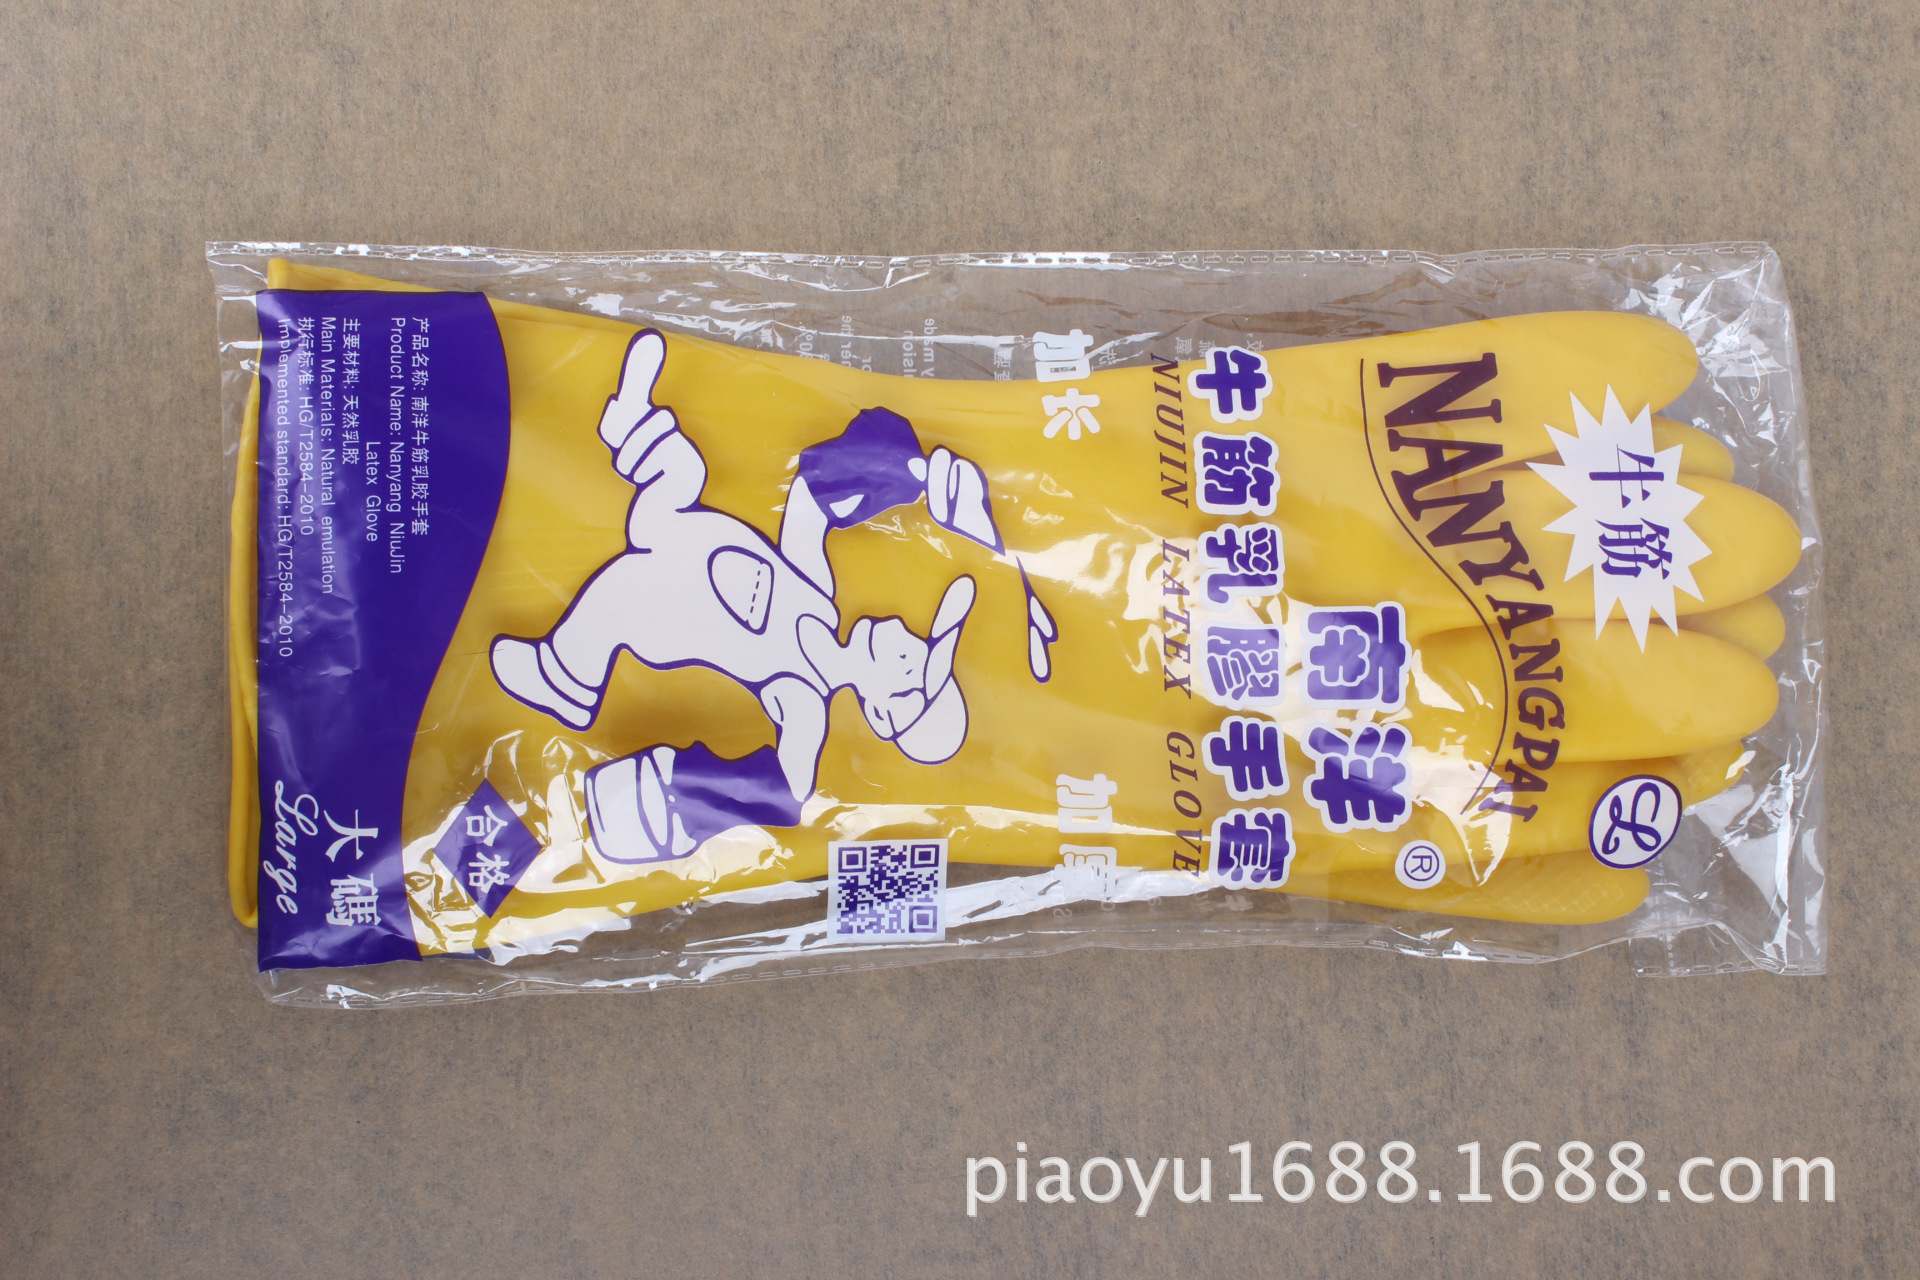 牛筋
NANYANGPAI
L
南洋®
牛筋乳膠手套
NIUJIN LATEX GLOVE
加长 加厚
合格
产品名称: 南洋牛筋乳胶手套
Product Name: Nanyang NiuJin
Latex Glove
主要材料: 天然乳胶
Main Materials: Natural emulation
执行标准: HG/T2584-2010
Implemented standard: HG/T2584-2010
大碼
Large
piaoyu1688.1688.com